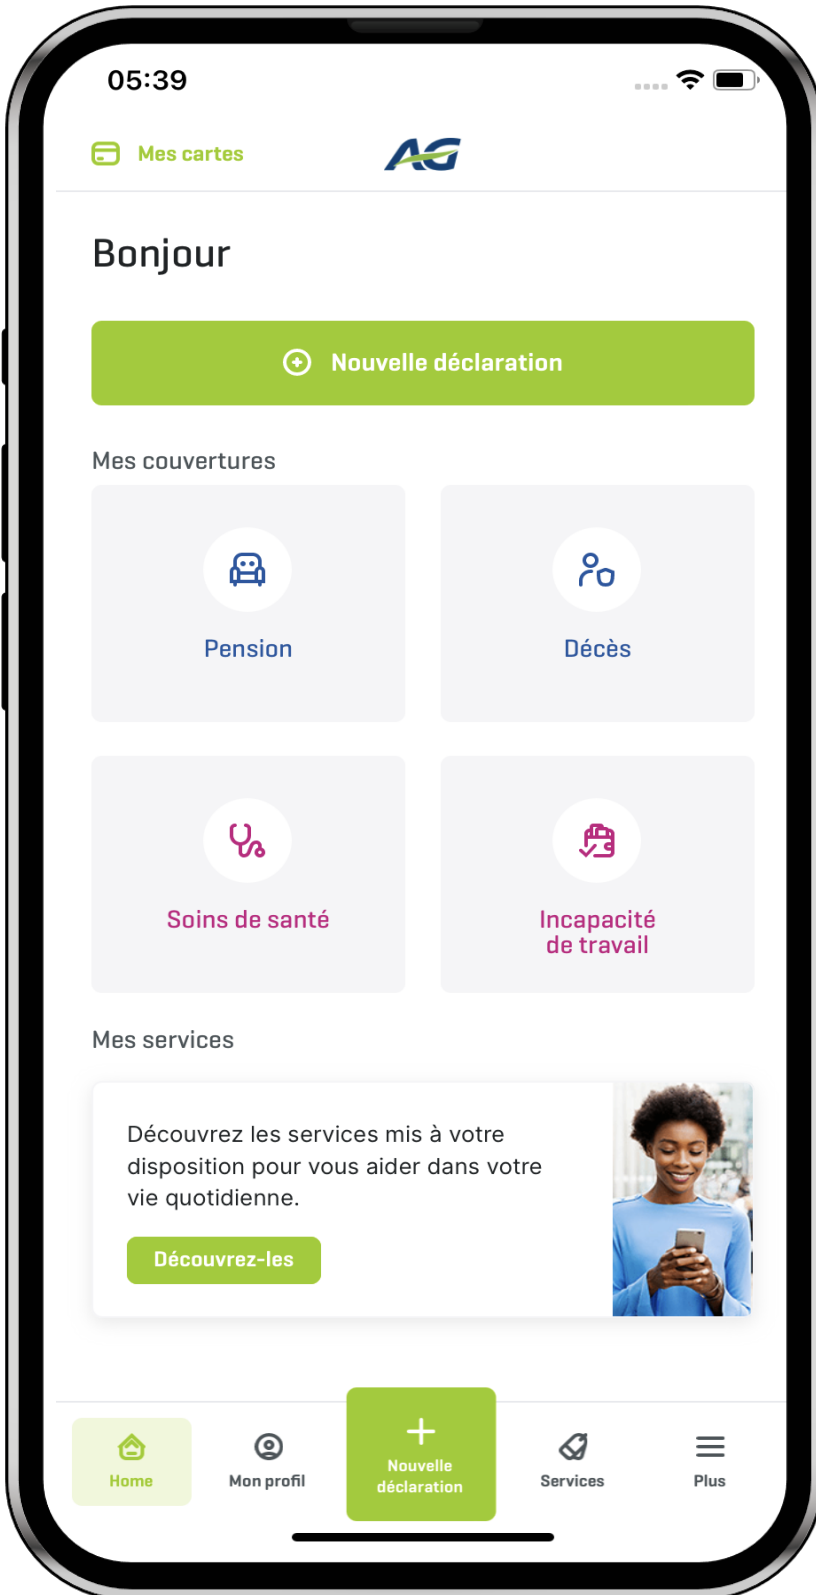 05:39
Mes cartes
AG
Bonjour
Nouvelle déclaration
Mes couvertures
Pension
Décès
Soins de santé
Incapacité
de travail
Mes services
Découvrez les services mis à votre
disposition pour vous aider dans votre
vie quotidienne.
Découvrez-les
Home
Mon profil
Nouvelle
déclaration
Services
Plus